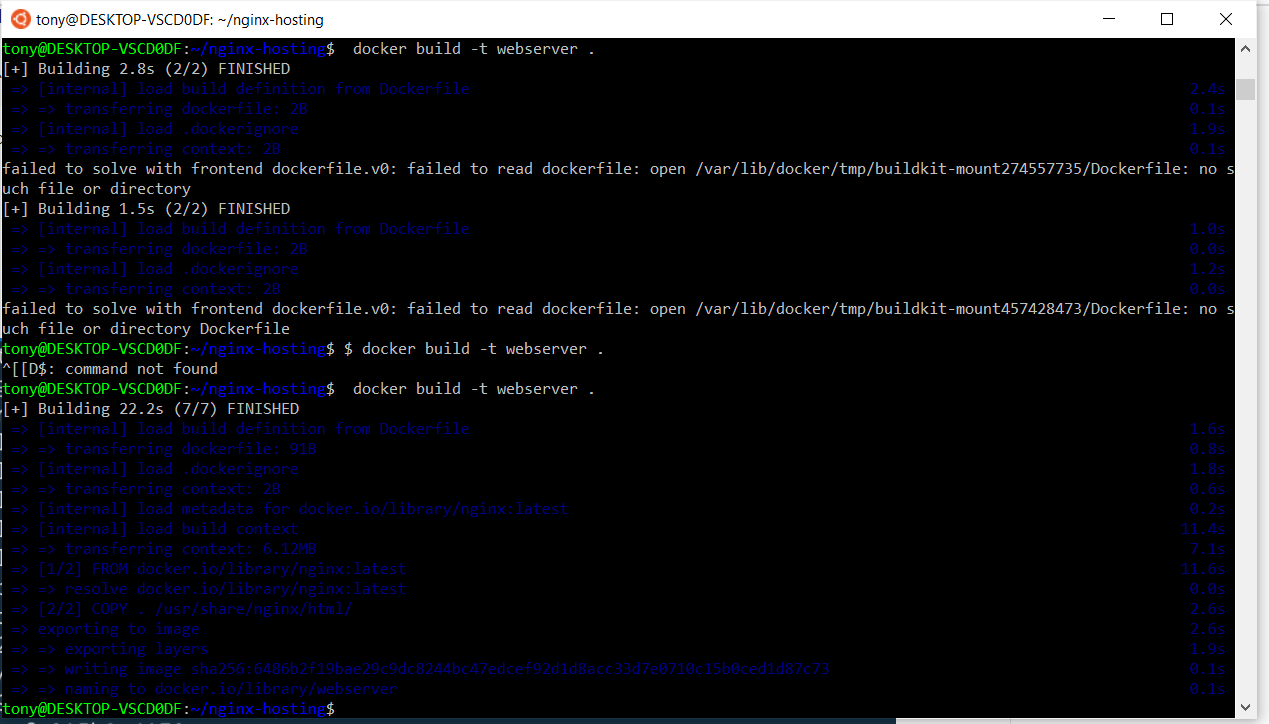 tony@DESKTOP-VSCD0DF: ~/nginx-hosting
tony@DESKTOP-VSCD0DF:~/nginx-hosting$  docker build -t webserver .
[+] Building 2.8s (2/2) FINISHED
=> [internal] load build definition from Dockerfile 2.4s
=> => transferring dockerfile: 2B 0.1s
=> [internal] load .dockerignore 1.9s
=> => transferring context: 2B 0.1s
failed to solve with frontend dockerfile.v0: failed to read dockerfile: open /var/lib/docker/tmp/buildkit-mount274557735/Dockerfile: no s
uch file or directory
[+] Building 1.5s (2/2) FINISHED
=> [internal] load build definition from Dockerfile 1.0s
=> => transferring dockerfile: 2B 0.0s
=> [internal] load .dockerignore 1.2s
=> => transferring context: 2B 0.0s
failed to solve with frontend dockerfile.v0: failed to read dockerfile: open /var/lib/docker/tmp/buildkit-mount457428473/Dockerfile: no s
uch file or directory Dockerfile
tony@DESKTOP-VSCD0DF:~/nginx-hosting$ $ docker build -t webserver .
^[[D$: command not found
tony@DESKTOP-VSCD0DF:~/nginx-hosting$  docker build -t webserver .
[+] Building 22.2s (7/7) FINISHED
=> [internal] load build definition from Dockerfile 1.6s
=> => transferring dockerfile: 91B 0.8s
=> [internal] load .dockerignore 1.8s
=> => transferring context: 2B 0.6s
=> [internal] load metadata for docker.io/library/nginx:latest 0.2s
=> [internal] load build context 11.4s
=> => transferring context: 6.12MB 7.1s
=> [1/2] FROM docker.io/library/nginx:latest 11.6s
=> => resolve docker.io/library/nginx:latest 0.0s
=> [2/2] COPY . /usr/share/nginx/html/ 2.6s
=> exporting to image 2.6s
=> => exporting layers 1.9s
=> => writing image sha256:6486b2f19bae29c9dc8244bc47edcef92d1d8acc33d7e0710c15b0ced1d87c73 0.1s
=> => naming to docker.io/library/webserver 0.1s
tony@DESKTOP-VSCD0DF:~/nginx-hosting$